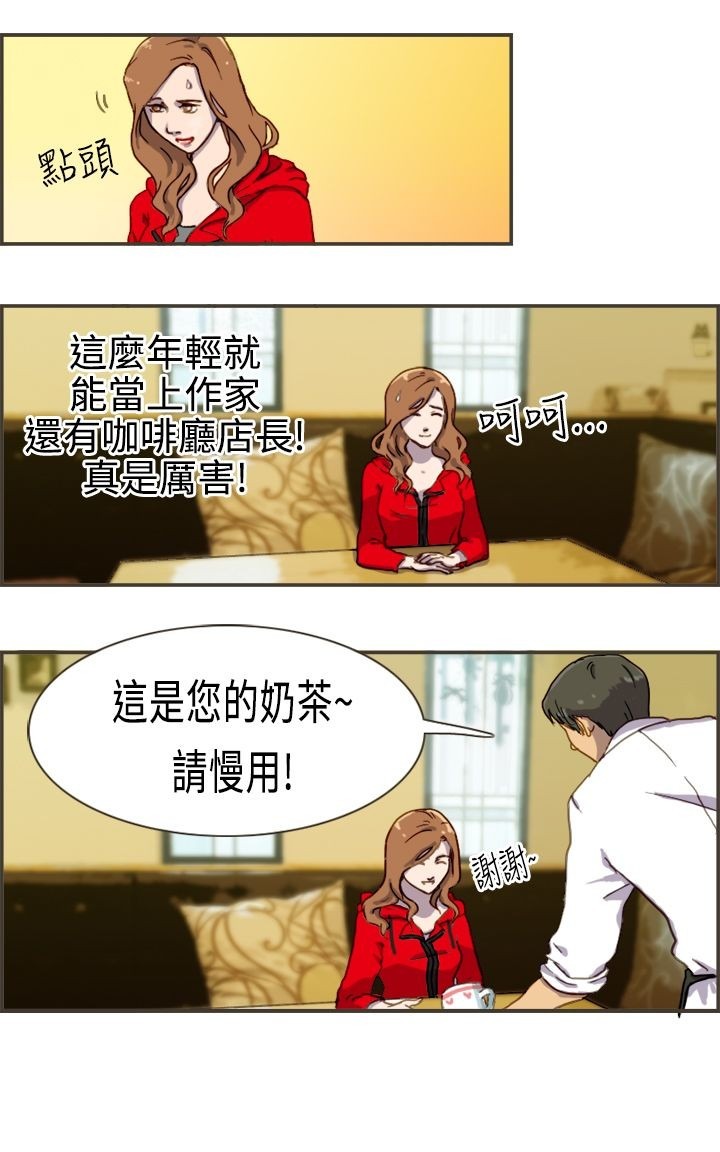 點頭
這麼年輕就
能當上作家
還有咖啡廳店長!
真是厲害!
呵呵...
這是您的奶茶~
請慢用!
謝謝~